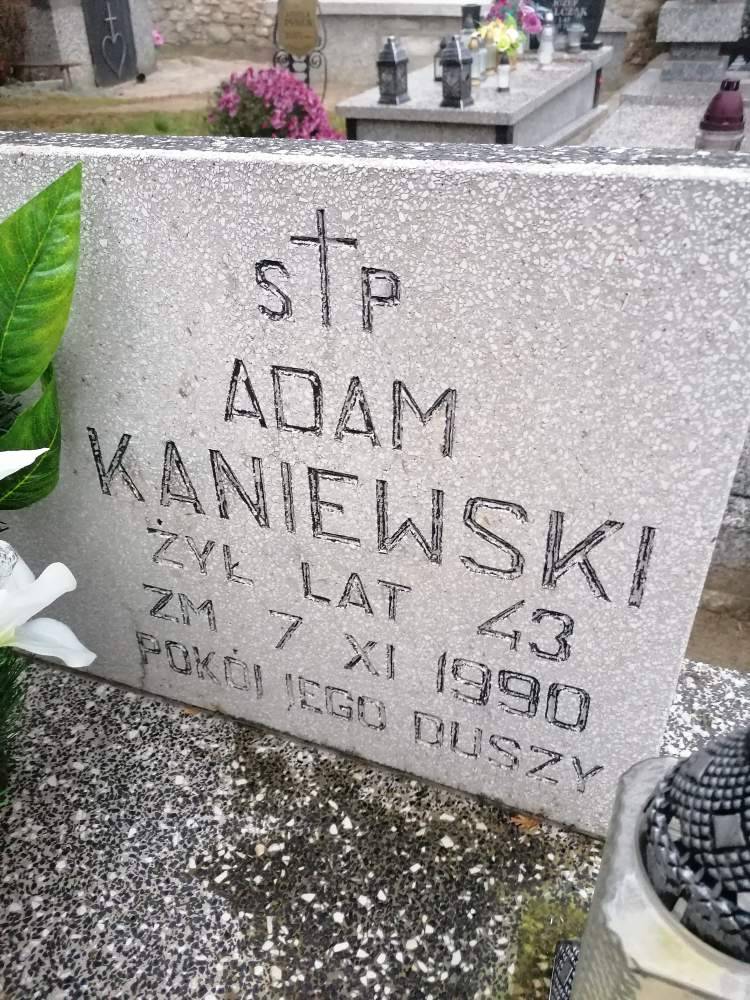 S P
ADAM
KANIEWSKI
ŻYŁ LAT 43
ZM 7 XI 1990
POKÓJ JEGO DUSZY